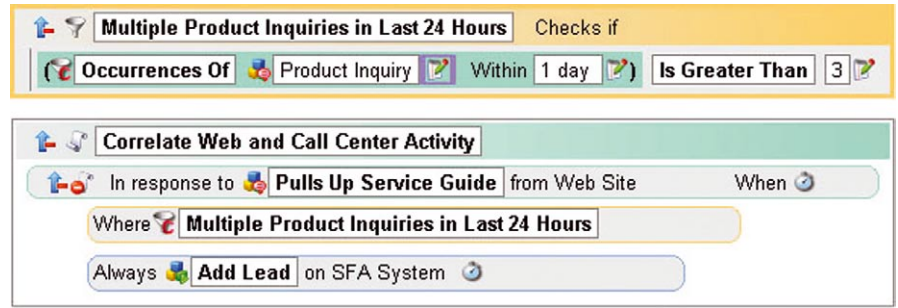 Multiple Product Inquiries in Last 24 Hours Checks if
( Occurrences Of Product Inquiry Within 1 day ) Is Greater Than 3
Correlate Web and Call Center Activity
In response to Pulls Up Service Guide from Web Site When
Where Multiple Product Inquiries in Last 24 Hours
Always Add Lead on SFA System